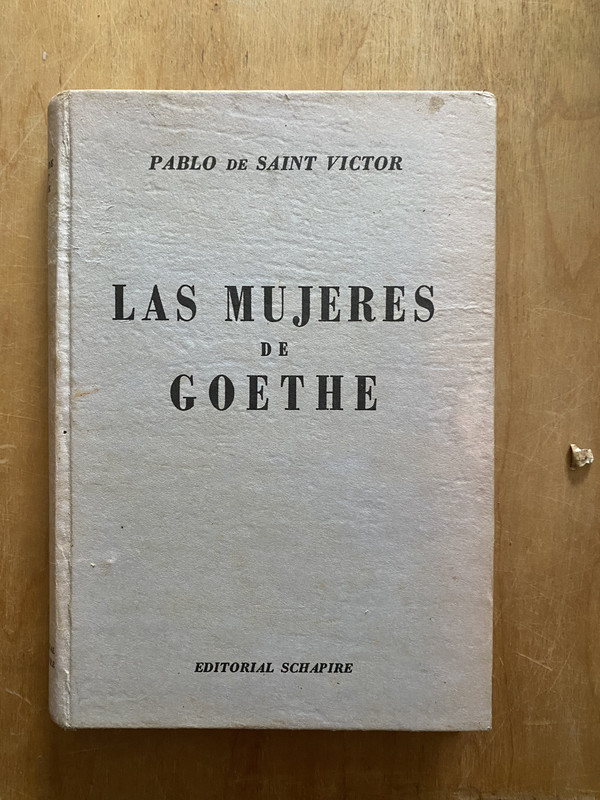 PABLO DE SAINT VICTOR
LAS MUJERES
DE
GOETHE
EDITORIAL SCHAPIRE